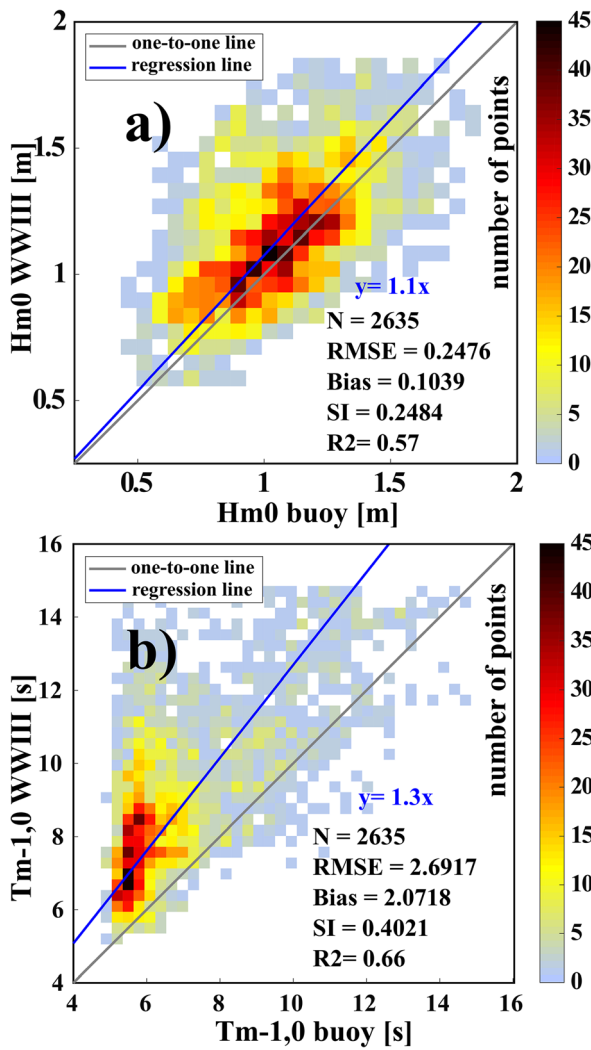 2
1.5
1
0.5
Hm0 WWIII [m]
one-to-one line
regression line
a)
y= 1.1x
N = 2635
RMSE = 0.2476
Bias = 0.1039
SI = 0.2484
R2= 0.57
0.5 1 1.5 2
Hm0 buoy [m]
number of points
45
40
35
30
25
20
15
10
5
0
16
14
12
10
8
6
4
Tm-1,0 WWIII [s]
one-to-one line
regression line
b)
y= 1.3x
N = 2635
RMSE = 2.6917
Bias = 2.0718
SI = 0.4021
R2= 0.66
4 6 8 10 12 14 16
Tm-1,0 buoy [s]
number of points
45
40
35
30
25
20
15
10
5
0